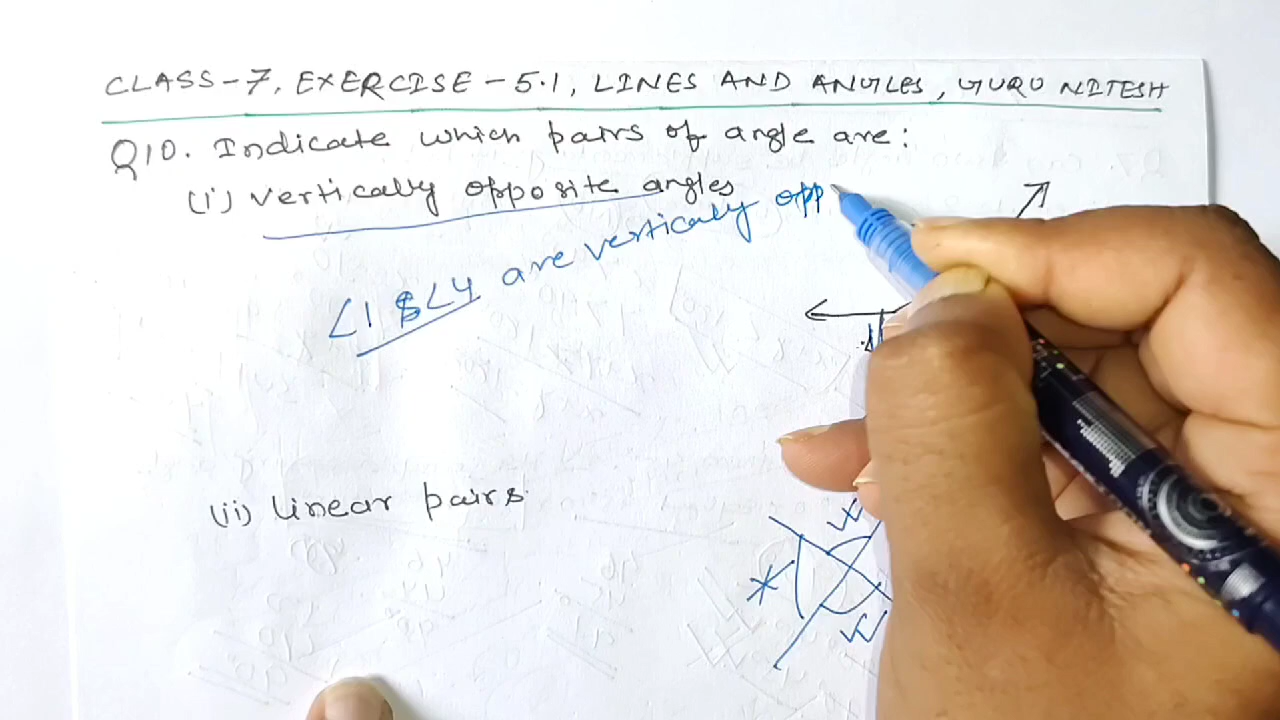 CLASS-7, EXERCISE-5.1, LINES AND ANGLES, GURU NITESH
Q10. Indicate which pairs of angle are:
(i) vertically opposite angles
∠1 & ∠4 are vertically opp
(ii) linear pairs.